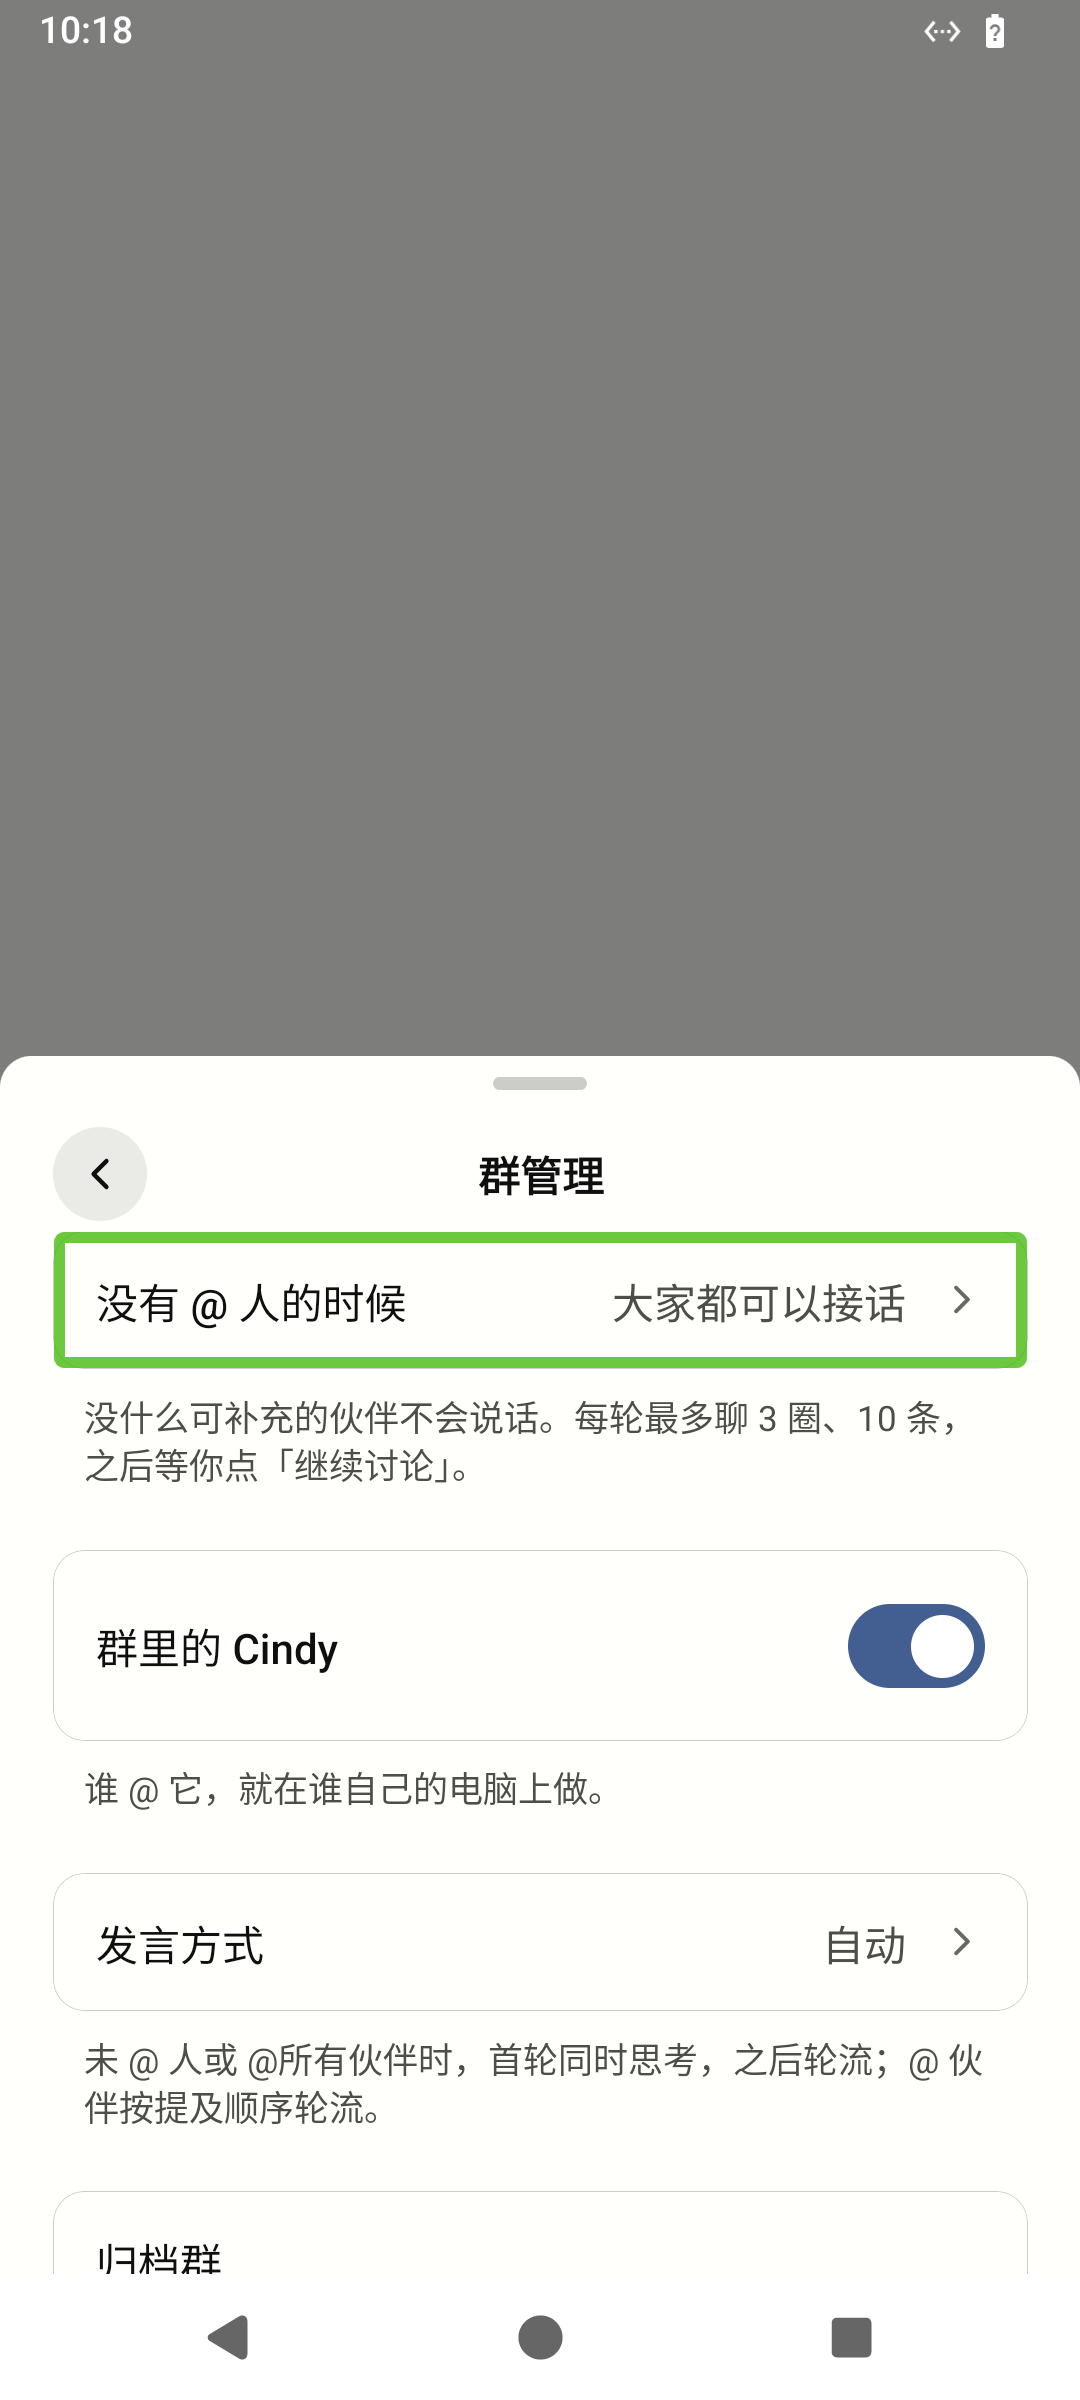 10:18
群管理
没有 @ 人的时候 大家都可以接话
没什么可补充的伙伴不会说话。每轮最多聊 3 圈、10 条，
之后等你点「继续讨论」。
群里的 Cindy
谁 @ 它，就在谁自己的电脑上做。
发言方式 自动
未 @ 人或 @所有伙伴时，首轮同时思考，之后轮流；@ 伙
伴按提及顺序轮流。
归档群